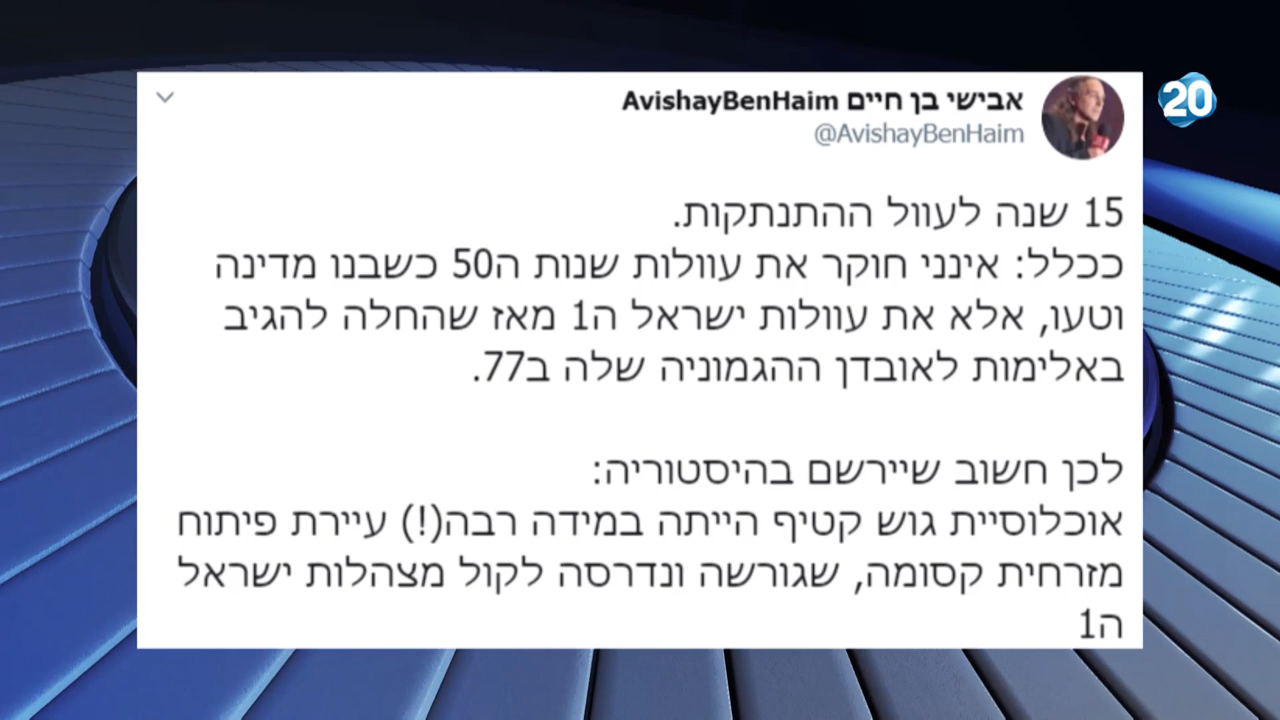 אבישי בן חיים AvishayBenHaim
@AvishayBenHaim
20
15 שנה לעוול ההתנתקות.
ככלל: אינני חוקר את עוולות שנות ה50 כשבנו מדינה
וטעו, אלא את עוולות ישראל ה1 מאז שהחלה להגיב
באלימות לאובדן ההגמוניה שלה ב77.
לכן חשוב שיירשם בהיסטוריה:
אוכלוסיית גוש קטיף הייתה במידה רבה(!) עיירת פיתוח
מזרחית קסומה, שגורשה ונדרסה לקול מצהלות ישראל
ה1